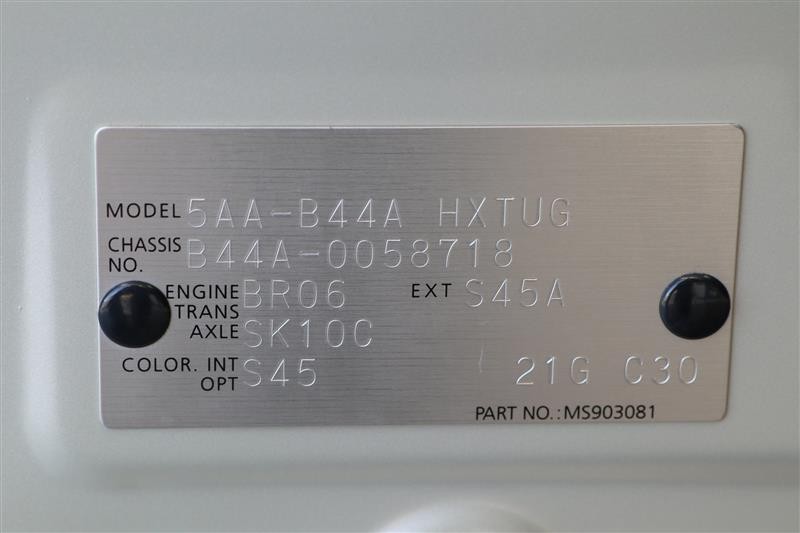 MODEL 5AA-B44A HXTUG
CHASSIS NO. B44A-0058718
ENGINE BR06 EXT S45A
TRANS AXLE SK10C
COLOR. INT S45
OPT 21G C30
PART NO.:MS903081